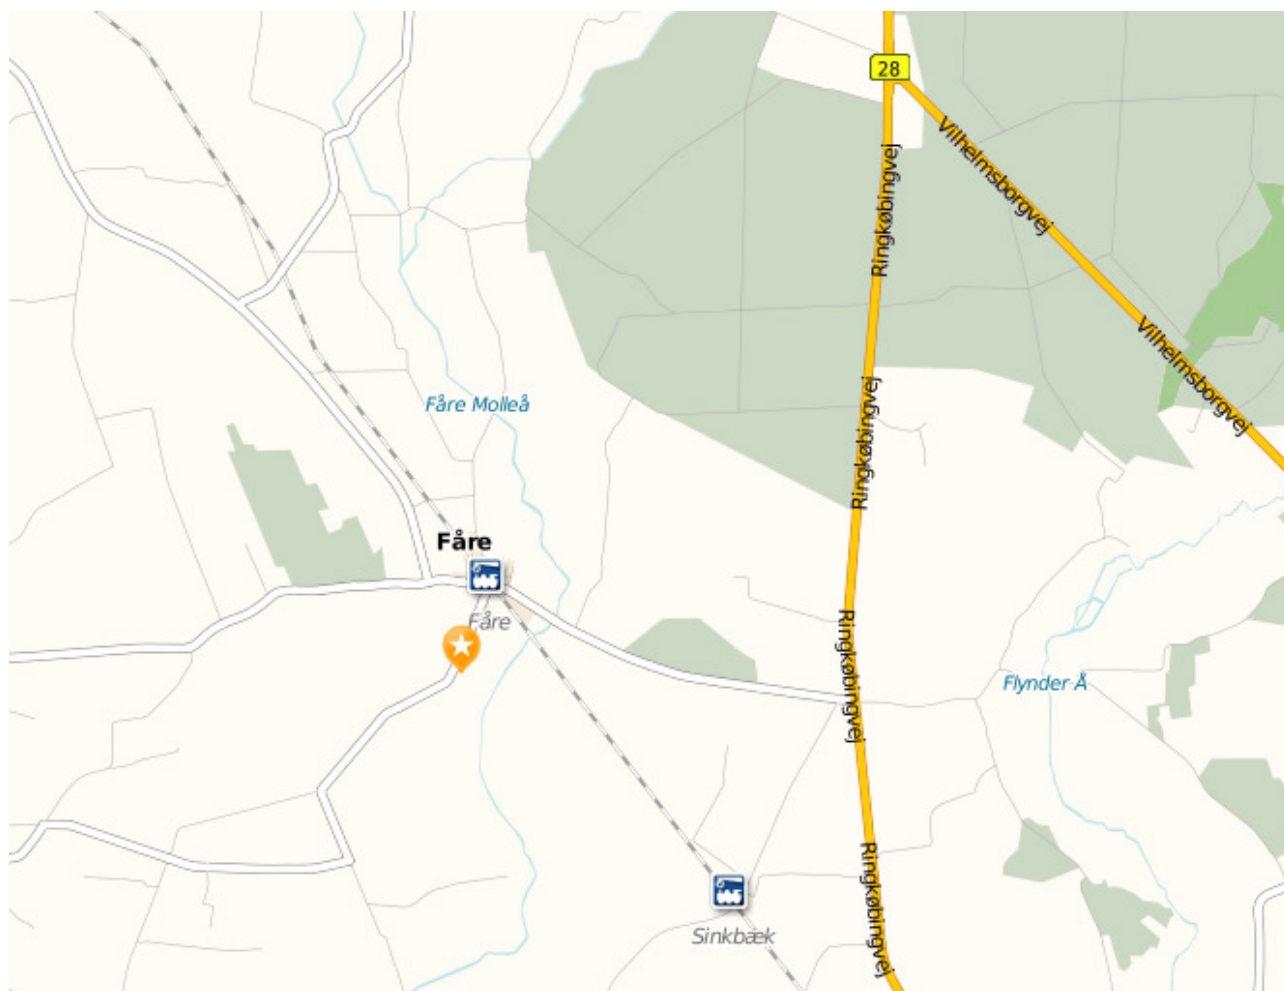 28
Vilhelmsborgvej
Ringkøbingvej
Vilhelmsborgvej
Ringkøbingvej
Fåre Molleå
Fåre
Fåre
Ringkøbingvej
Flynder Å
Ringkøbingvej
Sinkbæk